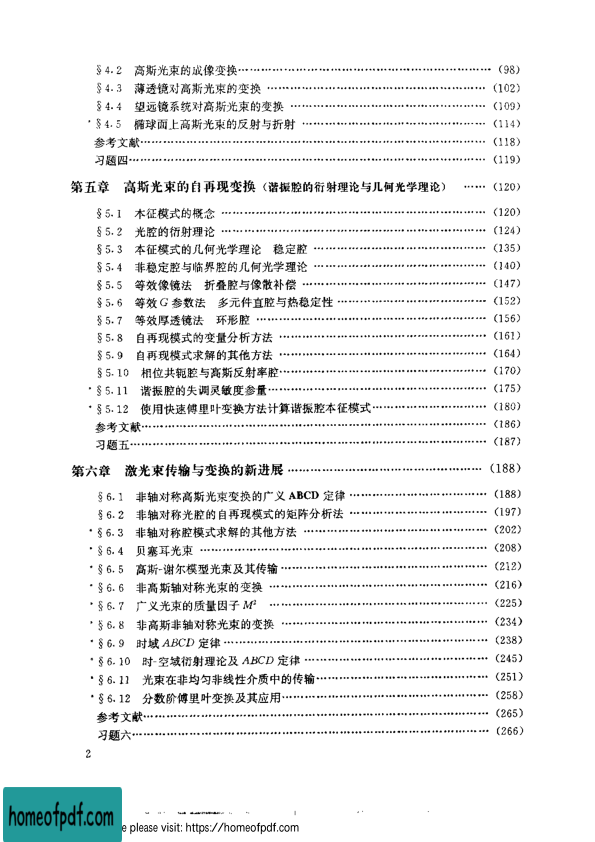 §4.2 高斯光束的成像变换…………………………………………………… (98)
§4.3 薄透镜对高斯光束的变换 ……………………………………………… (102)
§4.4 望远镜系统对高斯光束的变换 ………………………………………… (109)
*§4.5 椭球面上高斯光束的反射与折射 ……………………………………… (114)
参考文献………………………………………………………………………… (118)
习题四…………………………………………………………………………… (119)
第五章 高斯光束的自再现变换(谐振腔的衍射理论与几何光学理论) …… (120)
§5.1 本征模式的概念 ………………………………………………………… (120)
§5.2 光腔的衍射理论 ………………………………………………………… (124)
§5.3 本征模式的几何光学理论 稳定腔 …………………………………… (135)
§5.4 非稳定腔与临界腔的几何光学理论 …………………………………… (140)
§5.5 等效像镜法 折叠腔与像散补偿 ……………………………………… (147)
§5.6 等效G参数法 多元件直腔与热稳定性 ……………………………… (152)
§5.7 等效厚透镜法 环形腔 ………………………………………………… (156)
§5.8 自再现模式的变量分析方法 …………………………………………… (161)
§5.9 自再现模式求解的其他方法 …………………………………………… (164)
§5.10 相位共轭腔与高斯反射率腔…………………………………………… (170)
*§5.11 谐振腔的失调灵敏度参量……………………………………………… (175)
*§5.12 使用快速傅里叶变换方法计算谐振腔本征模式……………………… (180)
参考文献………………………………………………………………………… (186)
习题五…………………………………………………………………………… (187)
第六章 激光束传输与变换的新进展 ………………………………………… (188)
§6.1 非轴对称高斯光束变换的广义ABCD定律 …………………………… (188)
§6.2 非轴对称光腔的自再现模式的矩阵分析法 …………………………… (197)
*§6.3 非轴对称腔模式求解的其他方法 ……………………………………… (202)
*§6.4 贝塞耳光束 ……………………………………………………………… (208)
*§6.5 高斯-谢尔模型光束及其传输 ………………………………………… (212)
*§6.6 非高斯轴对称光束的变换 ……………………………………………… (216)
*§6.7 广义光束的质量因子M² ……………………………………………… (225)
*§6.8 非高斯非轴对称光束的变换 …………………………………………… (234)
*§6.9 时域ABCD定律 ………………………………………………………… (238)
*§6.10 时-空域衍射理论及ABCD定律 ……………………………………… (245)
*§6.11 光束在非均匀非线性介质中的传输…………………………………… (251)
*§6.12 分数阶傅里叶变换及其应用…………………………………………… (258)
参考文献………………………………………………………………………… (265)
习题六…………………………………………………………………………… (266)
2
homeofpdf.com
e please visit: https://homeofpdf.com